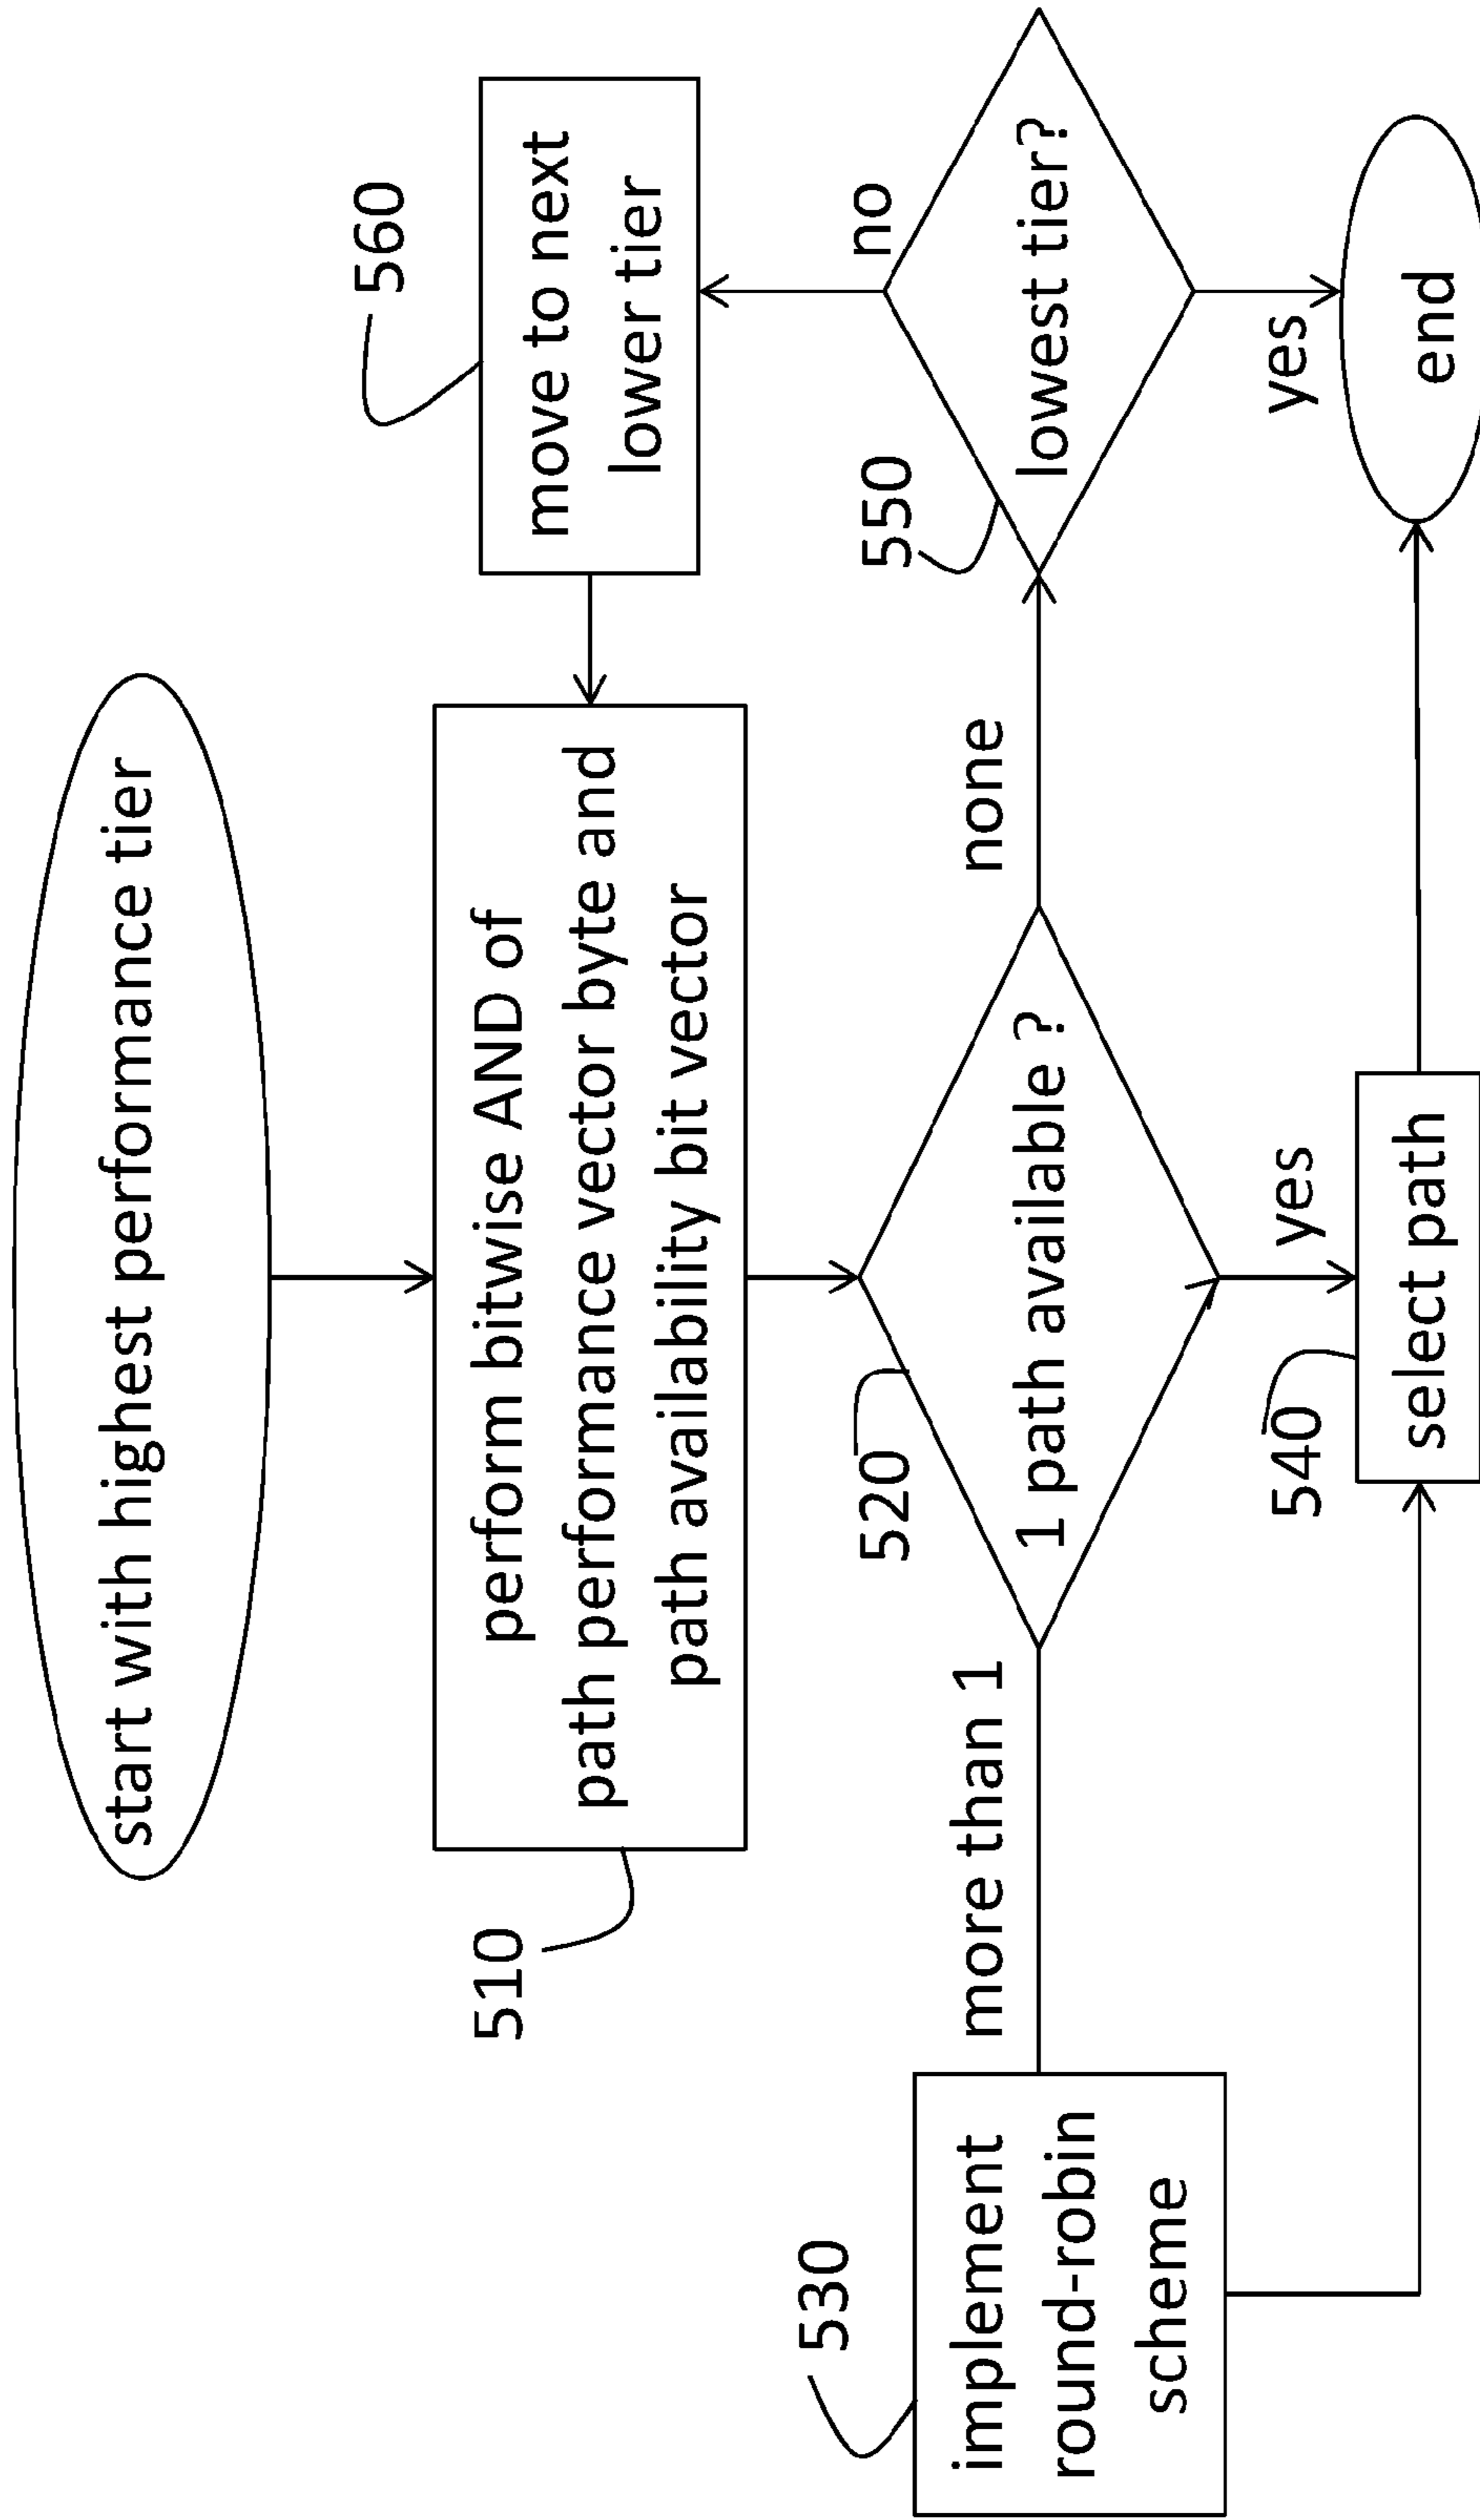 start with highest performance tier
510
perform bitwise AND of
path performance vector byte and
path availability bit vector
560
move to next
lower tier
520
1 path available ?
more than 1
none
yes
530
implement
round-robin
scheme
550
lowest tier?
no
yes
540
select path
end